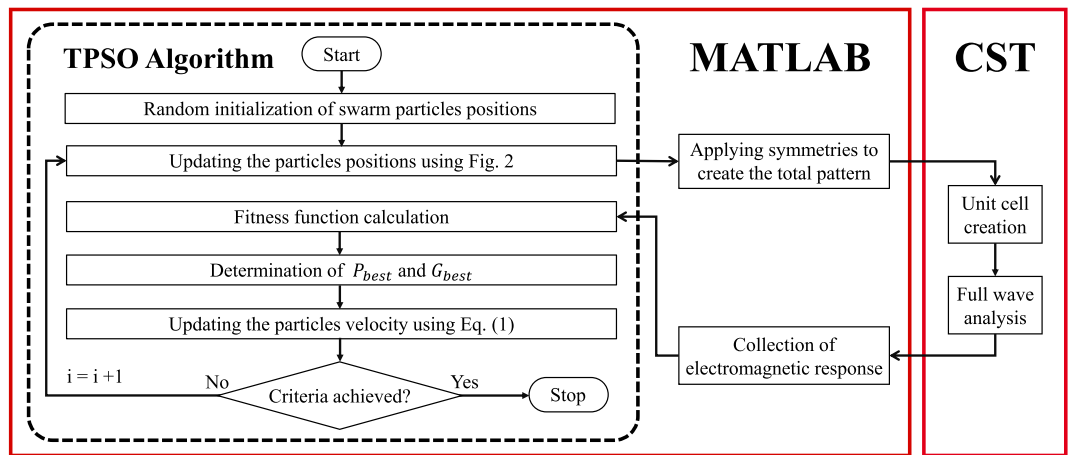 TPSO Algorithm
Start
Random initialization of swarm particles positions
Updating the particles positions using Fig. 2
Fitness function calculation
Determination of P_best and G_best
Updating the particles velocity using Eq. (1)
Criteria achieved?
No
Yes
i = i +1
Stop
MATLAB
Applying symmetries to
create the total pattern
Collection of
electromagnetic response
CST
Unit cell
creation
Full wave
analysis